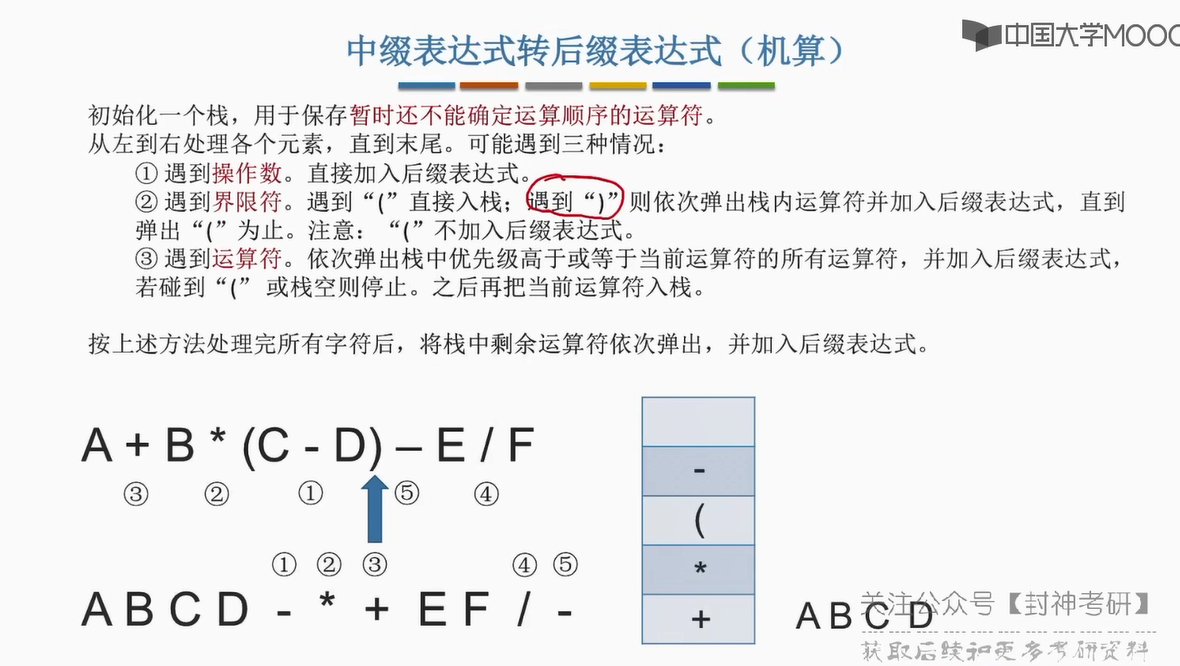 中国大学MOOC
中缀表达式转后缀表达式（机算）
初始化一个栈，用于保存暂时还不能确定运算顺序的运算符。
从左到右处理各个元素，直到末尾。可能遇到三种情况：
① 遇到操作数。直接加入后缀表达式。
② 遇到界限符。遇到“(”直接入栈；遇到“)”则依次弹出栈内运算符并加入后缀表达式，直到
弹出“(”为止。注意：“(”不加入后缀表达式。
③ 遇到运算符。依次弹出栈中优先级高于或等于当前运算符的所有运算符，并加入后缀表达式，
若碰到“(” 或栈空则停止。之后再把当前运算符入栈。
按上述方法处理完所有字符后，将栈中剩余运算符依次弹出，并加入后缀表达式。
A + B * (C - D) – E / F
③ ② ① ⑤ ④
① ② ③ ④ ⑤
A B C D - * + E F / -
-
(
*
+
A B C D
关注公众号【封神考研】
获取后续和更多考研资料